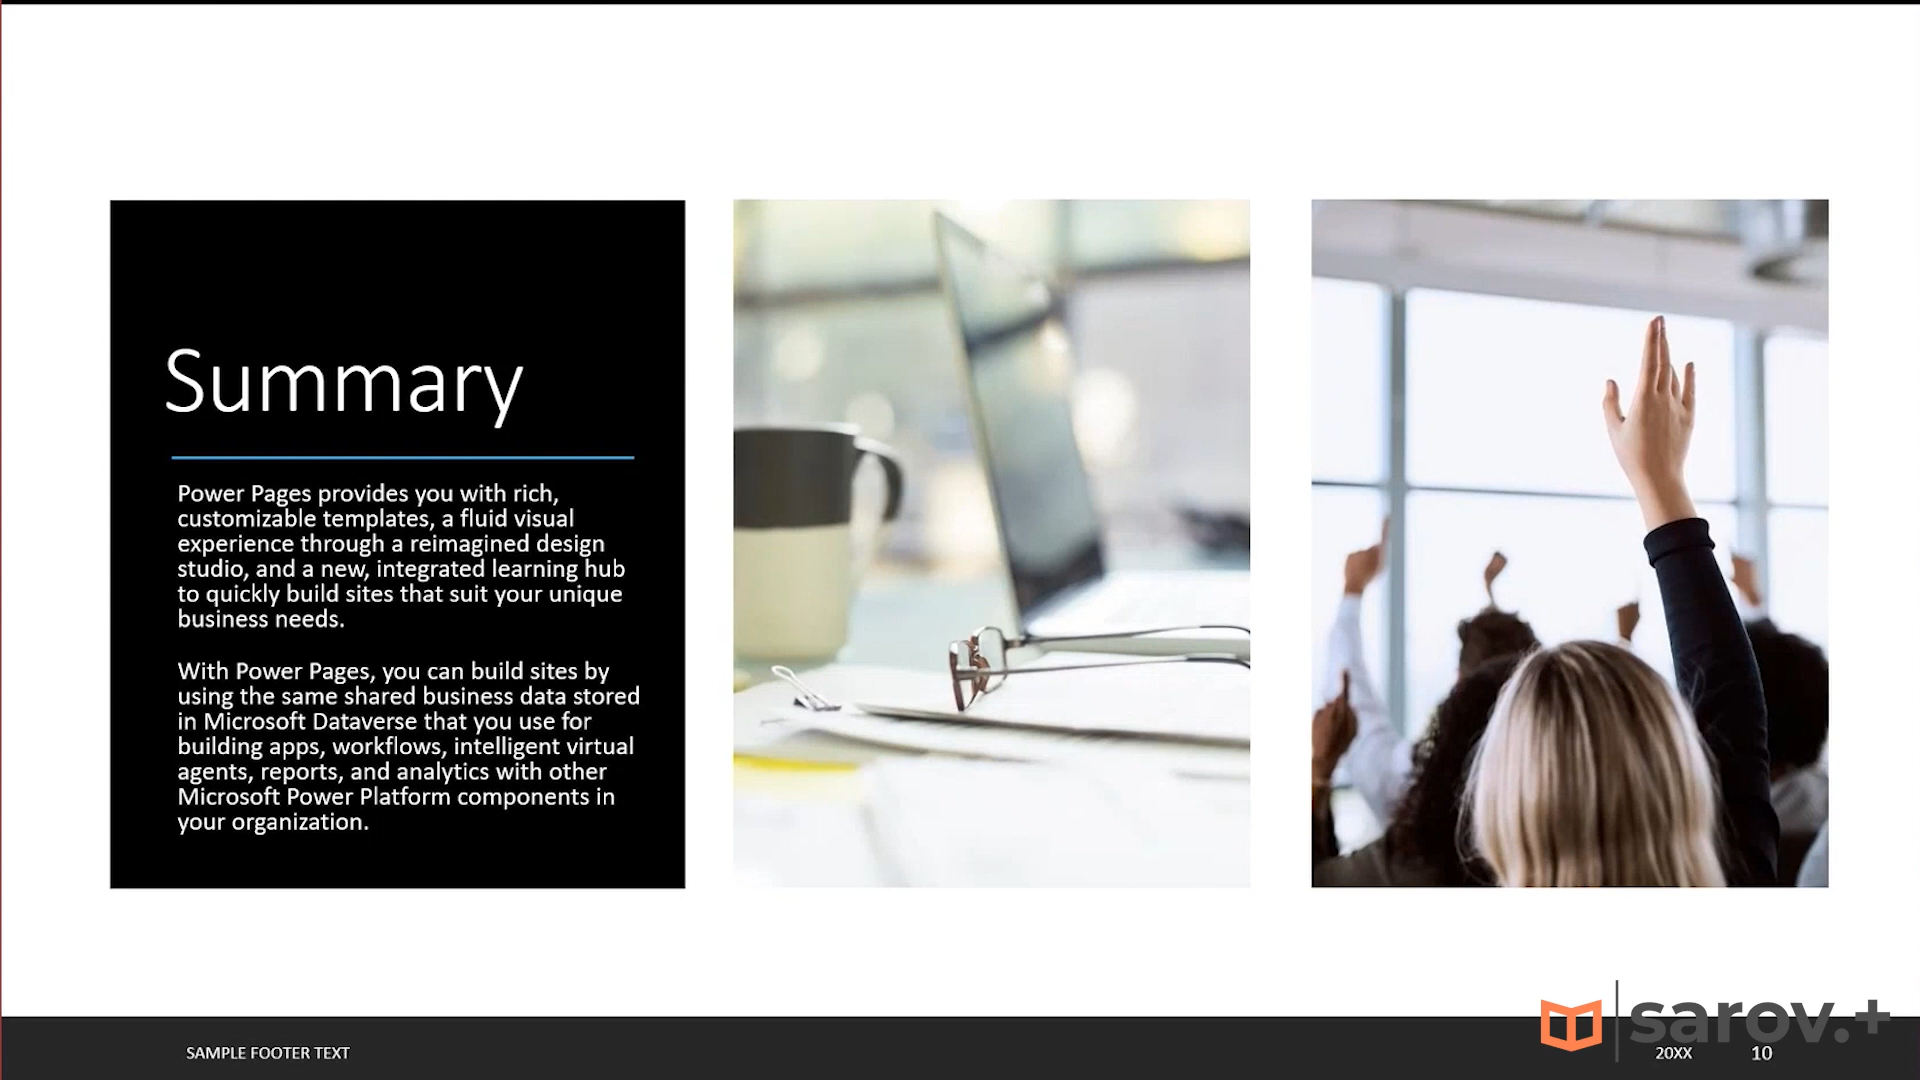 Summary
Power Pages provides you with rich,
customizable templates, a fluid visual
experience through a reimagined design
studio, and a new, integrated learning hub
to quickly build sites that suit your unique
business needs.
With Power Pages, you can build sites by
using the same shared business data stored
in Microsoft Dataverse that you use for
building apps, workflows, intelligent virtual
agents, reports, and analytics with other
Microsoft Power Platform components in
your organization.
sarov.+
SAMPLE FOOTER TEXT
20XX
10